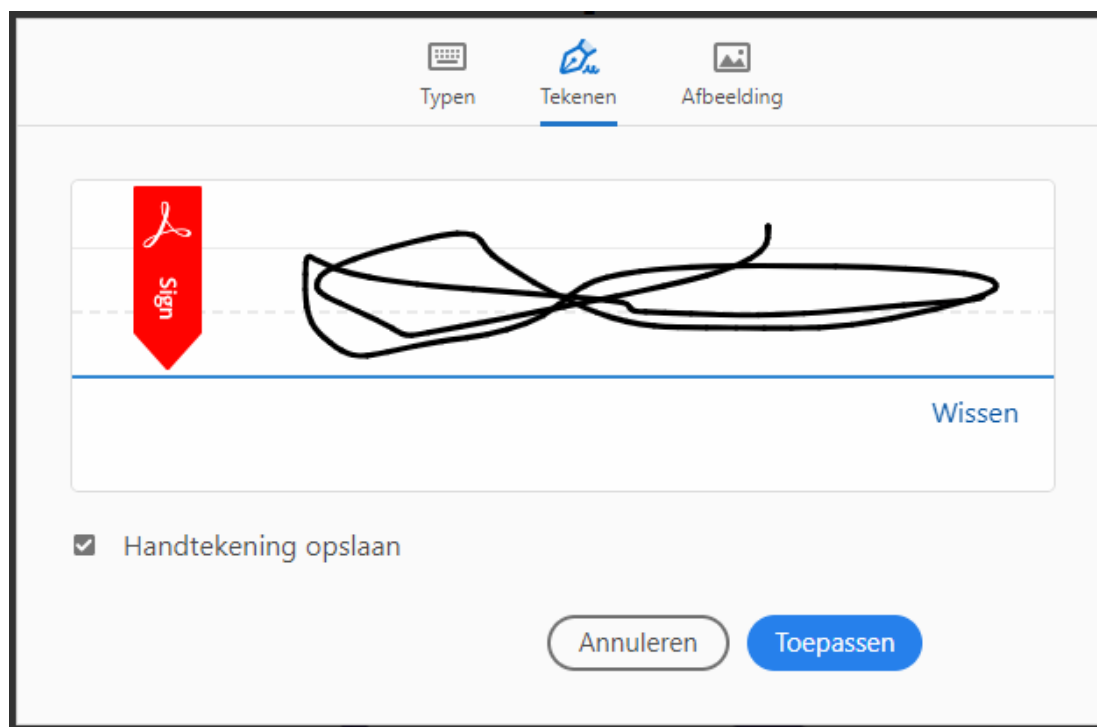 Typen Tekenen Afbeelding
Sign
Wissen
Handtekening opslaan
Annuleren Toepassen